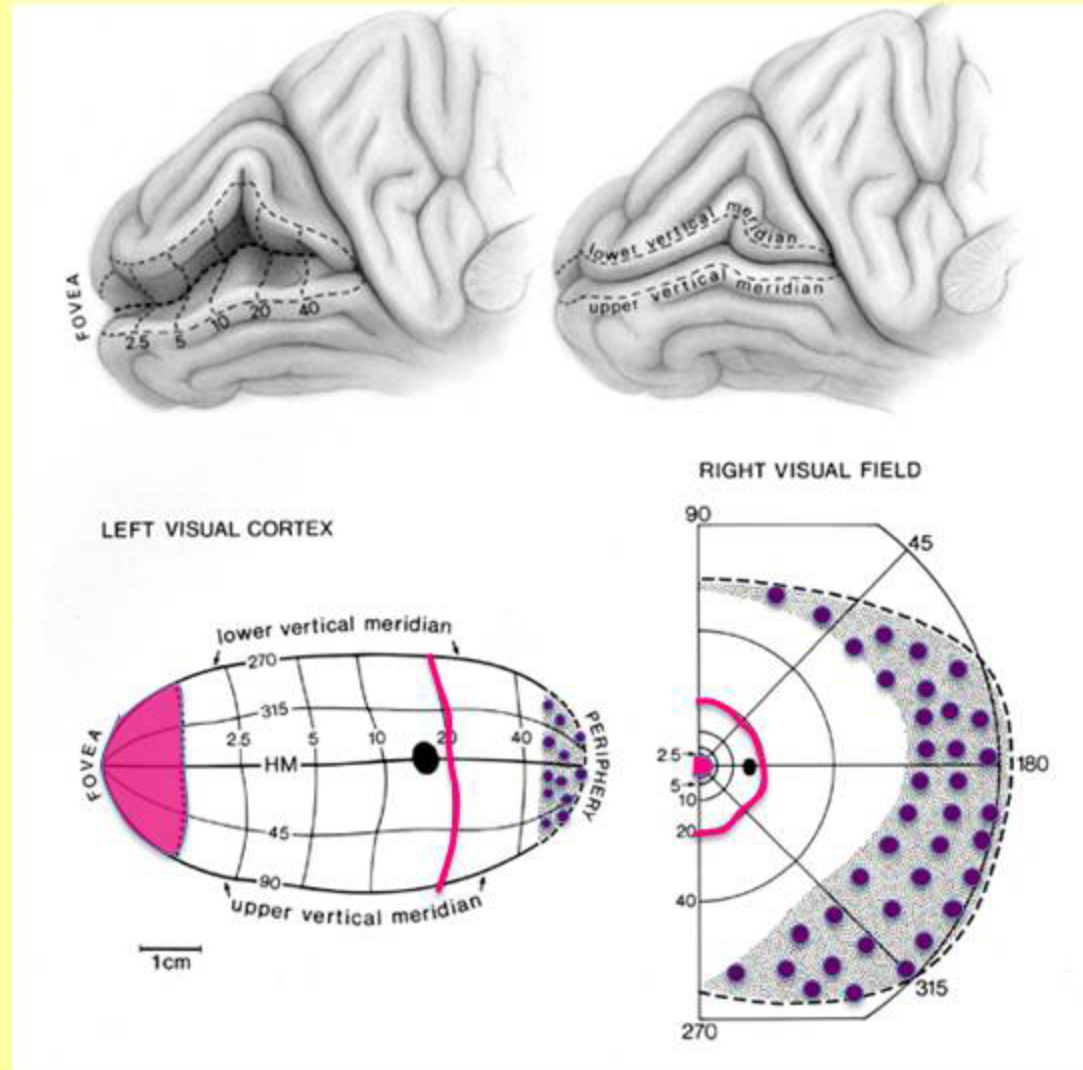 FOVEA
2.5 5 10 20 40
lower vertical meridian
upper vertical meridian
LEFT VISUAL CORTEX
lower vertical meridian
270
315
2.5 5 10 20 40
FOVEA
HM
PERIPHERY
45
90
upper vertical meridian
1cm
RIGHT VISUAL FIELD
90
45
2.5
5
10
20
40
180
315
270